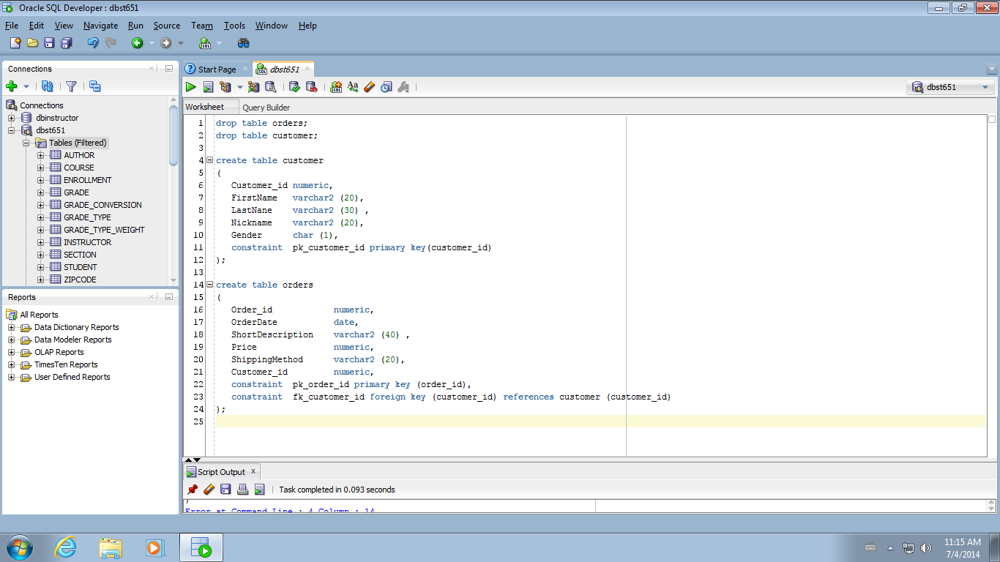 Oracle SQL Developer : dbst651
File Edit View Navigate Run Source Team Tools Window Help
Connections
Connections
dbinstructor
dbst651
Tables (Filtered)
AUTHOR
COURSE
ENROLLMENT
GRADE
GRADE_CONVERSION
GRADE_TYPE
GRADE_TYPE_WEIGHT
INSTRUCTOR
SECTION
STUDENT
ZIPCODE
Reports
All Reports
Data Dictionary Reports
Data Modeler Reports
OLAP Reports
TimesTen Reports
User Defined Reports
Start Page dbst651
dbst651
Worksheet Query Builder
1 drop table orders;
2 drop table customer;
3
4 create table customer
5 (
6 Customer_id numeric,
7 FirstName varchar2 (20),
8 LastNane varchar2 (30) ,
9 Nickname varchar2 (20),
10 Gender char (1),
11 constraint pk_customer_id primary key(customer_id)
12 );
13
14 create table orders
15 (
16 Order_id numeric,
17 OrderDate date,
18 ShortDescription varchar2 (40) ,
19 Price numeric,
20 ShippingMethod varchar2 (20),
21 Customer_id numeric,
22 constraint pk_order_id primary key (order_id),
23 constraint fk_customer_id foreign key (customer_id) references customer (customer_id)
24 );
25
Script Output
Task completed in 0.093 seconds
Error at Command Line : 4 Column : 14
11:15 AM
7/4/2014